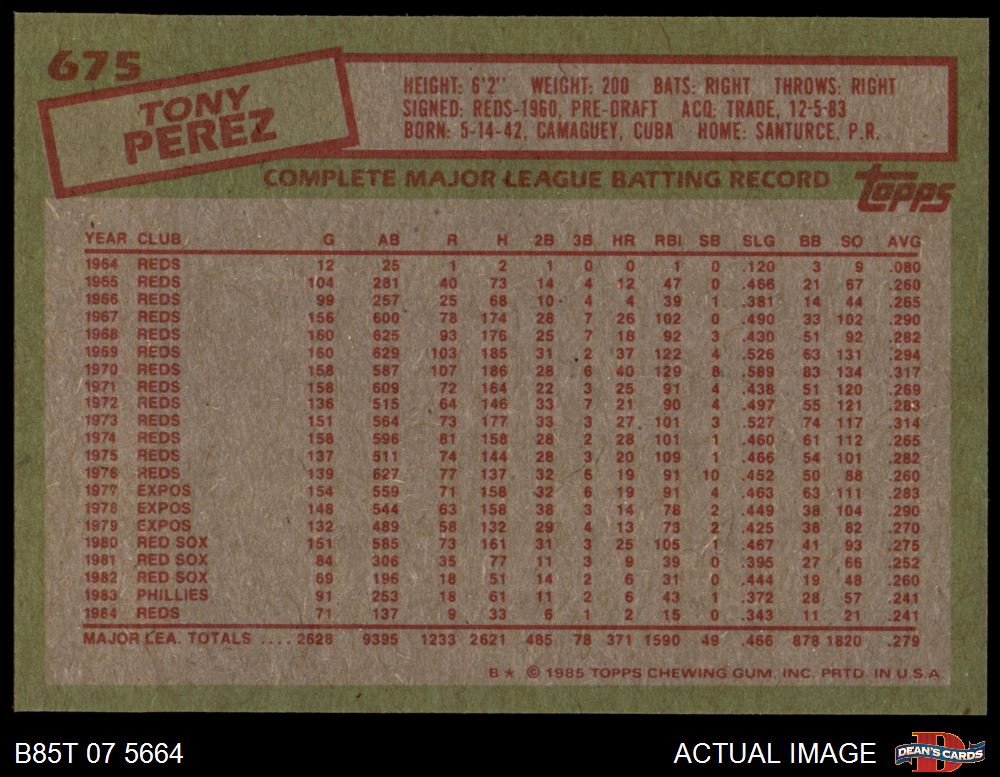 675
TONY
PEREZ
HEIGHT: 6'2" WEIGHT: 200 BATS: RIGHT THROWS: RIGHT
SIGNED: REDS-1960, PRE-DRAFT ACQ: TRADE, 12-5-83
BORN: 5-14-42, CAMAGUEY, CUBA HOME: SANTURCE, P.R.
COMPLETE MAJOR LEAGUE BATTING RECORD
Topps
YEAR CLUB G AB R H 2B 3B HR RBI SB SLG BB SO AVG
1964 REDS 12 25 1 2 1 0 0 1 0 .120 3 9 .080
1965 REDS 104 281 40 73 14 4 12 47 0 .466 21 67 .260
1966 REDS 99 257 25 68 10 4 4 39 1 .381 14 44 .265
1967 REDS 156 600 78 174 28 7 26 102 0 .490 33 102 .290
1968 REDS 160 625 93 176 25 7 18 92 3 .430 51 92 .282
1969 REDS 160 629 103 185 31 2 37 122 4 .526 63 131 .294
1970 REDS 158 587 107 186 28 6 40 129 8 .589 83 134 .317
1971 REDS 158 609 72 164 22 3 25 91 4 .438 51 120 .269
1972 REDS 136 515 64 146 33 7 21 90 4 .497 55 121 .283
1973 REDS 151 564 73 177 33 3 27 101 3 .527 74 117 .314
1974 REDS 158 596 81 158 28 2 28 101 1 .460 61 112 .265
1975 REDS 137 511 74 144 28 3 20 109 1 .466 54 101 .282
1976 REDS 139 627 77 137 32 6 19 91 10 .452 50 88 .260
1977 EXPOS 154 559 71 158 32 6 19 91 4 .463 63 111 .283
1978 EXPOS 148 544 63 158 38 3 14 78 2 .449 38 104 .290
1979 EXPOS 132 489 58 132 29 4 13 73 2 .425 38 82 .270
1980 RED SOX 151 585 73 161 31 3 25 105 1 .467 41 93 .275
1981 RED SOX 84 306 35 77 11 3 9 39 0 .395 27 66 .252
1982 RED SOX 69 196 18 51 14 2 6 31 0 .444 19 48 .260
1983 PHILLIES 91 253 18 61 11 2 6 43 1 .372 28 57 .241
1984 REDS 71 137 9 33 6 1 2 15 0 .343 11 21 .241
MAJOR LEA. TOTALS .... 2628 9395 1233 2621 485 78 371 1590 49 .466 878 1820 .279
B* © 1985 TOPPS CHEWING GUM, INC. PRTD. IN U.S.A.
B85T 07 5664
ACTUAL IMAGE
D
DEAN'S CARDS